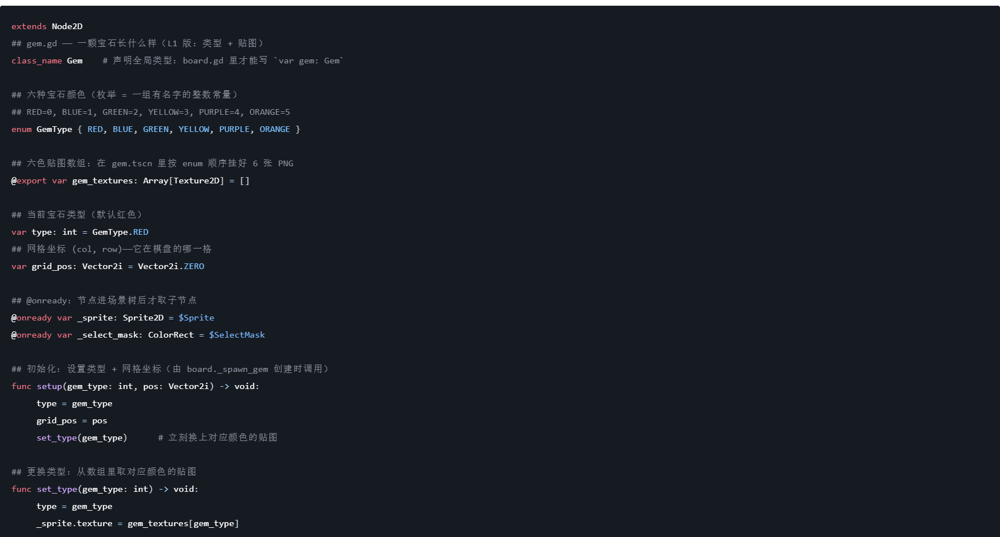 extends Node2D
## gem.gd —— 一颗宝石长什么样（L1 版：类型 + 贴图）
class_name Gem    # 声明全局类型：board.gd 里才能写 `var gem: Gem`
## 六种宝石颜色（枚举 = 一组有名字的整数常量）
## RED=0, BLUE=1, GREEN=2, YELLOW=3, PURPLE=4, ORANGE=5
enum GemType { RED, BLUE, GREEN, YELLOW, PURPLE, ORANGE }
## 六色贴图数组：在 gem.tscn 里按 enum 顺序挂好 6 张 PNG
@export var gem_textures: Array[Texture2D] = []
## 当前宝石类型（默认红色）
var type: int = GemType.RED
## 网格坐标 (col, row)——它在棋盘的哪一格
var grid_pos: Vector2i = Vector2i.ZERO
## @onready：节点进场景树后才取子节点
@onready var _sprite: Sprite2D = $Sprite
@onready var _select_mask: ColorRect = $SelectMask
## 初始化：设置类型 + 网格坐标（由 board._spawn_gem 创建时调用）
func setup(gem_type: int, pos: Vector2i) -> void:
    type = gem_type
    grid_pos = pos
    set_type(gem_type)      # 立刻换上对应颜色的贴图
## 更换类型：从数组里取对应颜色的贴图
func set_type(gem_type: int) -> void:
    type = gem_type
    _sprite.texture = gem_textures[gem_type]